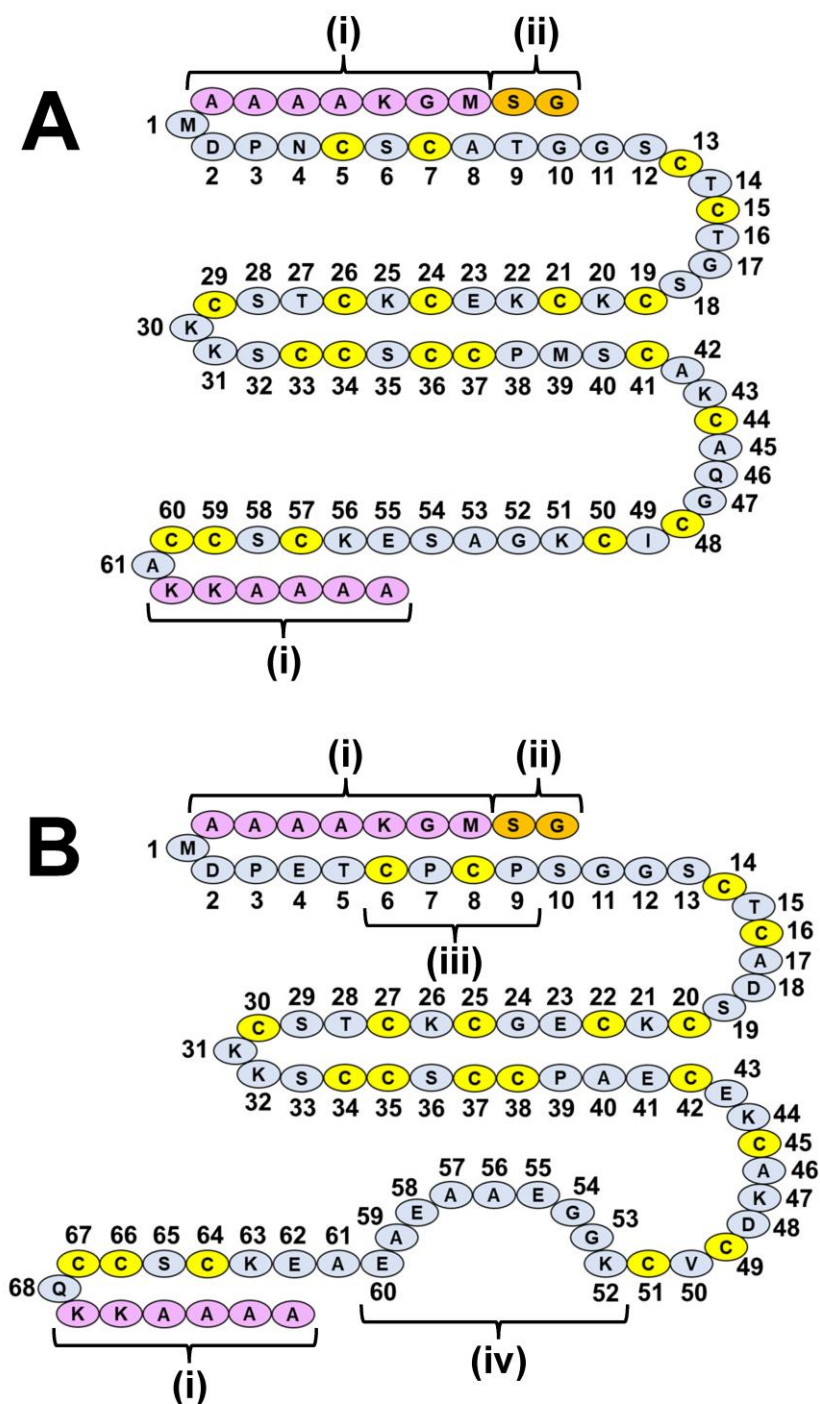 (i) (ii)
A
A A A A K G M S G
1 M
D P N C S C A T G G S C 13
2 3 4 5 6 7 8 9 10 11 12
T 14
C 15
T 16
G 17
S 18
29 28 27 26 25 24 23 22 21 20 19
C S T C K C E K C K C
30 K
K S C C S C C P M S C A 42
31 32 33 34 35 36 37 38 39 40 41
K 43
C 44
A 45
Q 46
G 47
C 48
60 59 58 57 56 55 54 53 52 51 50 49
C C S C K E S A G K C I
61 A
K K A A A A
(i)
(i) (ii)
B
A A A A K G M S G
1 M
D P E T C P C P S G G S C 14
2 3 4 5 6 7 8 9 10 11 12 13
(iii)
T 15
C 16
A 17
D 18
S 19
30 29 28 27 26 25 24 23 22 21 20
C S T C K C G E C K C
31 K
K S C C S C C P A E C E 43
32 33 34 35 36 37 38 39 40 41 42
K 44
C 45
A 46
K 47
D 48
C 49
58 57 56 55 54
E A A E G
59 53
A G
67 66 65 64 63 62 61
C C S C K E A E K C V
60 52 51 50
68 Q
K K A A A A
(i) (iv)